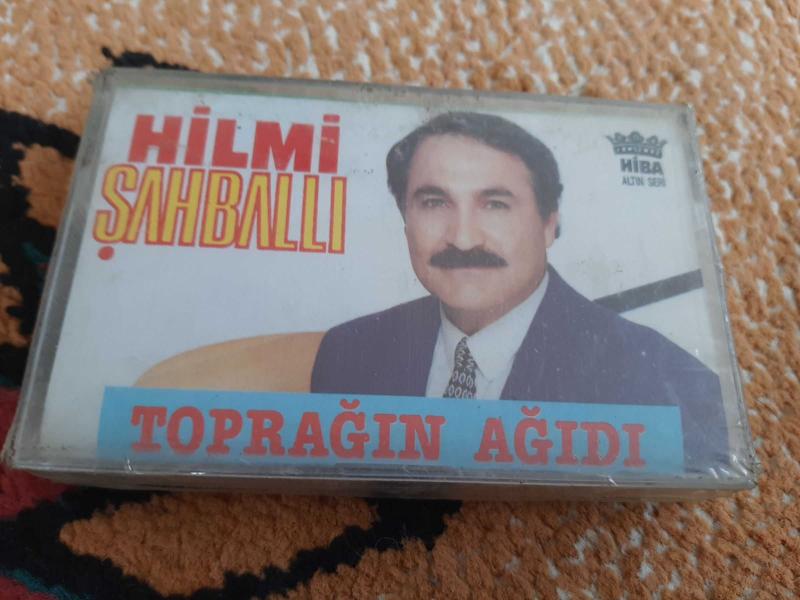 HİLMİ
ŞAHBALLI
HİBA
ALTIN SERİ
TOPRAĞIN AĞIDI